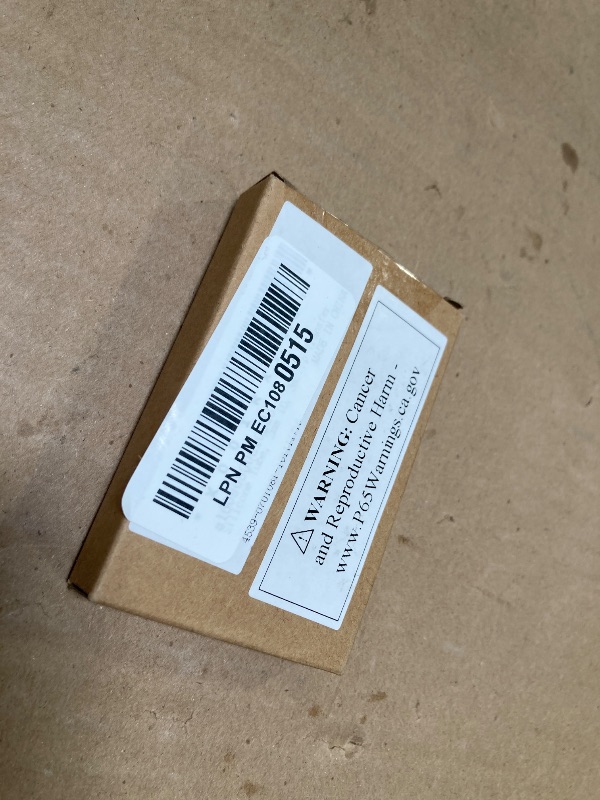 LPN PM EC1080515
⚠ WARNING: Cancer
and Reproductive Harm -
www.P65Warnings.ca.gov